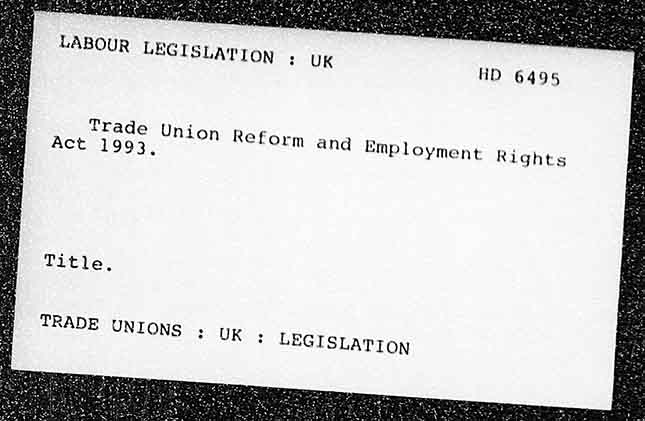 LABOUR LEGISLATION : UK HD 6495
Trade Union Reform and Employment Rights
Act 1993.
Title.
TRADE UNIONS : UK : LEGISLATION